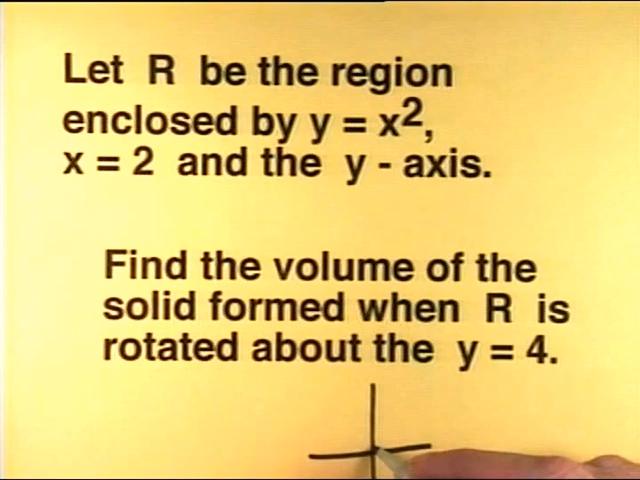 Let R be the region
enclosed by y = x²,
x = 2 and the y - axis.
Find the volume of the
solid formed when R is
rotated about the y = 4.